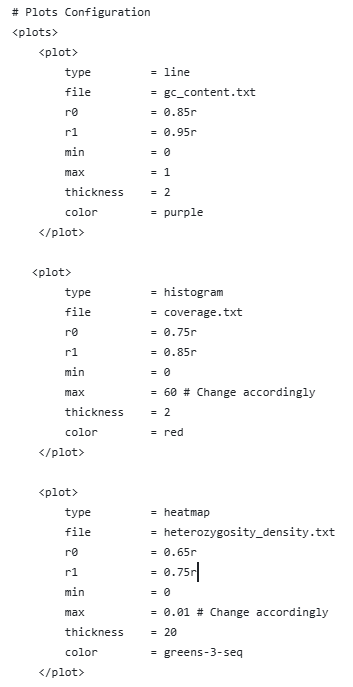 # Plots Configuration
<plots>
    <plot>
        type         = line
        file         = gc_content.txt
        r0           = 0.85r
        r1           = 0.95r
        min          = 0
        max          = 1
        thickness    = 2
        color        = purple
    </plot>

   <plot>
        type         = histogram
        file         = coverage.txt
        r0           = 0.75r
        r1           = 0.85r
        min          = 0
        max          = 60 # Change accordingly
        thickness    = 2
        color        = red
    </plot>

    <plot>
        type         = heatmap
        file         = heterozygosity_density.txt
        r0           = 0.65r
        r1           = 0.75r
        min          = 0
        max          = 0.01 # Change accordingly
        thickness    = 20
        color        = greens-3-seq
    </plot>